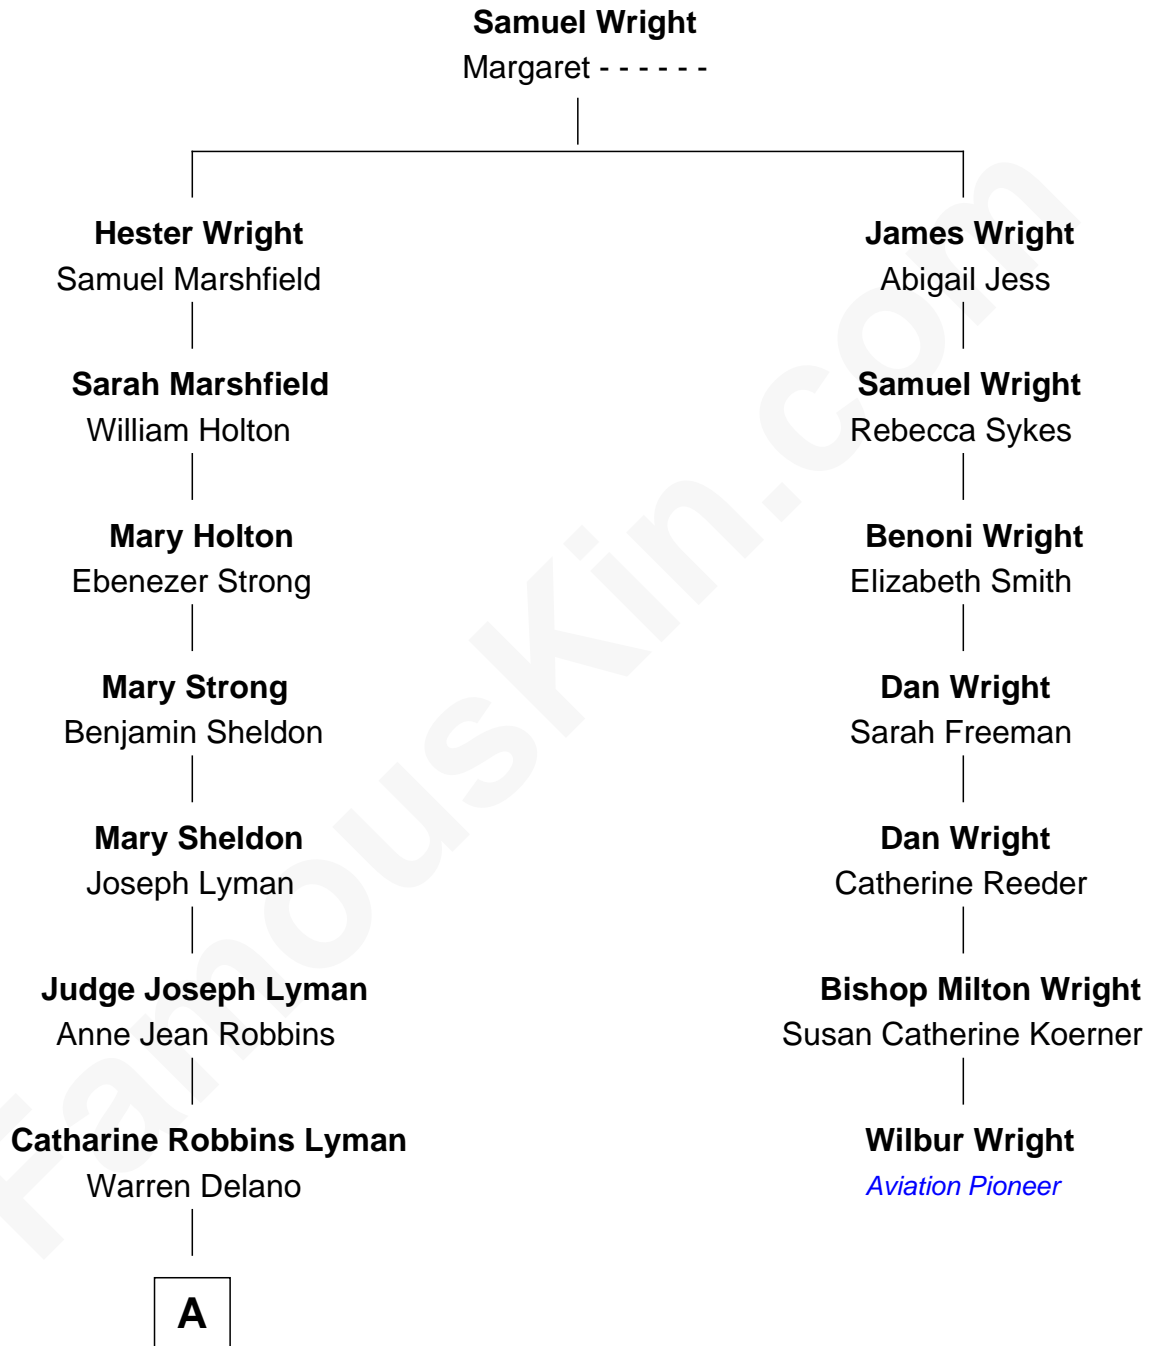 Samuel Wright
Margaret - - - - - -
Hester Wright
Samuel Marshfield
James Wright
Abigail Jess
Sarah Marshfield
William Holton
Samuel Wright
Rebecca Sykes
Mary Holton
Ebenezer Strong
Benoni Wright
Elizabeth Smith
Mary Strong
Benjamin Sheldon
Dan Wright
Sarah Freeman
Mary Sheldon
Joseph Lyman
Dan Wright
Catherine Reeder
Judge Joseph Lyman
Anne Jean Robbins
Bishop Milton Wright
Susan Catherine Koerner
Catharine Robbins Lyman
Warren Delano
Wilbur Wright
Aviation Pioneer
A
FamousKin.com